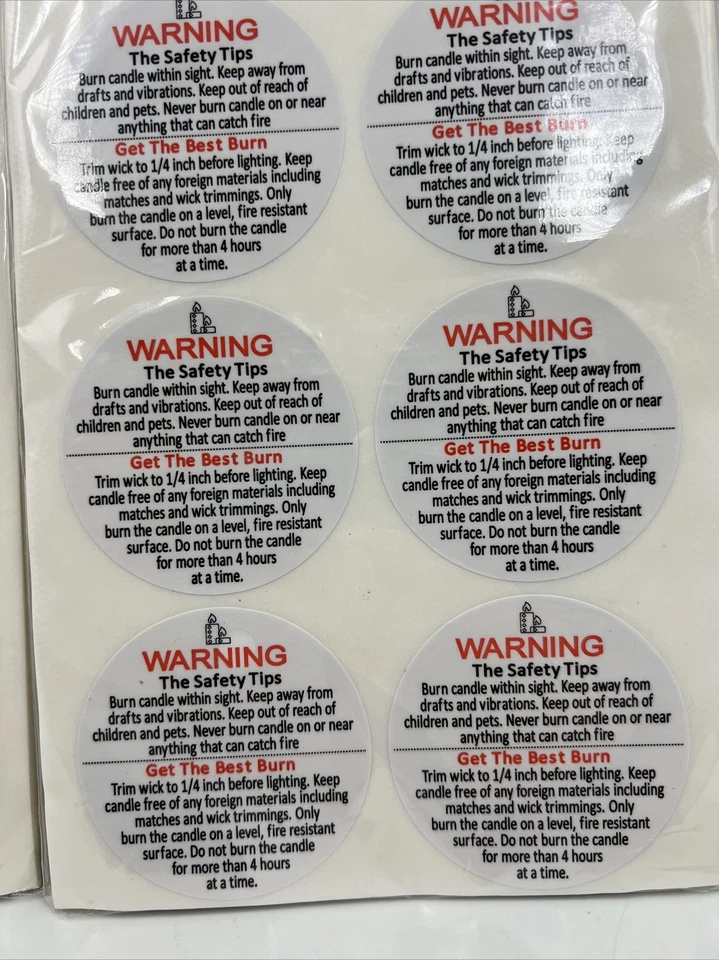 WARNING
The Safety Tips
Burn candle within sight. Keep away from
drafts and vibrations. Keep out of reach of
children and pets. Never burn candle on or near
anything that can catch fire
Get The Best Burn
Trim wick to 1/4 inch before lighting. Keep
candle free of any foreign materials including
matches and wick trimmings. Only
burn the candle on a level, fire resistant
surface. Do not burn the candle
for more than 4 hours
at a time.
WARNING
The Safety Tips
Burn candle within sight. Keep away from
drafts and vibrations. Keep out of reach of
children and pets. Never burn candle on or near
anything that can catch fire
Get The Best Burn
Trim wick to 1/4 inch before lighting. Keep
candle free of any foreign materials including
matches and wick trimmings. Only
burn the candle on a level, fire resistant
surface. Do not burn the candle
for more than 4 hours
at a time.
WARNING
The Safety Tips
Burn candle within sight. Keep away from
drafts and vibrations. Keep out of reach of
children and pets. Never burn candle on or near
anything that can catch fire
Get The Best Burn
Trim wick to 1/4 inch before lighting. Keep
candle free of any foreign materials including
matches and wick trimmings. Only
burn the candle on a level, fire resistant
surface. Do not burn the candle
for more than 4 hours
at a time.
WARNING
The Safety Tips
Burn candle within sight. Keep away from
drafts and vibrations. Keep out of reach of
children and pets. Never burn candle on or near
anything that can catch fire
Get The Best Burn
Trim wick to 1/4 inch before lighting. Keep
candle free of any foreign materials including
matches and wick trimmings. Only
burn the candle on a level, fire resistant
surface. Do not burn the candle
for more than 4 hours
at a time.
WARNING
The Safety Tips
Burn candle within sight. Keep away from
drafts and vibrations. Keep out of reach of
children and pets. Never burn candle on or near
anything that can catch fire
Get The Best Burn
Trim wick to 1/4 inch before lighting. Keep
candle free of any foreign materials including
matches and wick trimmings. Only
burn the candle on a level, fire resistant
surface. Do not burn the candle
for more than 4 hours
at a time.
WARNING
The Safety Tips
Burn candle within sight. Keep away from
drafts and vibrations. Keep out of reach of
children and pets. Never burn candle on or near
anything that can catch fire
Get The Best Burn
Trim wick to 1/4 inch before lighting. Keep
candle free of any foreign materials including
matches and wick trimmings. Only
burn the candle on a level, fire resistant
surface. Do not burn the candle
for more than 4 hours
at a time.